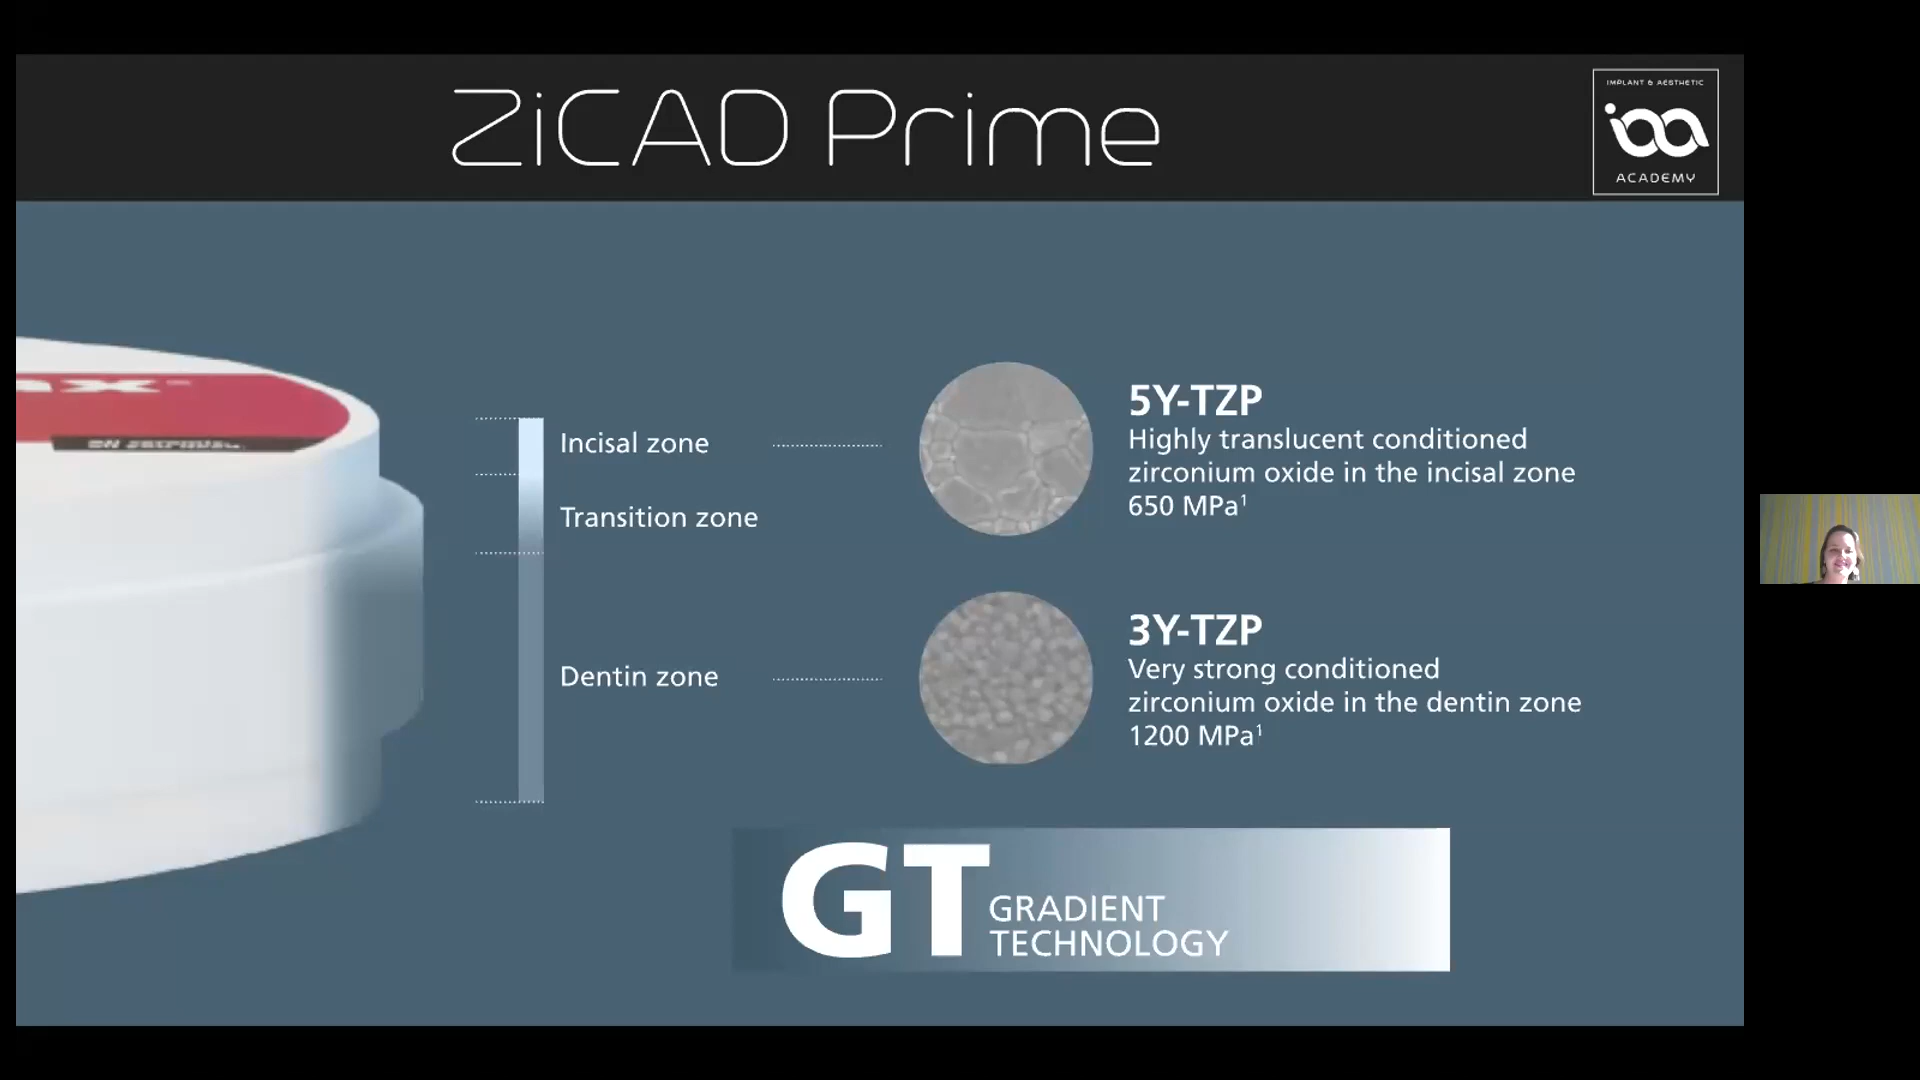 ZiCAD Prime
IMPLANT & AESTHETIC
iaa
ACADEMY
Incisal zone
Transition zone
Dentin zone
5Y-TZP
Highly translucent conditioned
zirconium oxide in the incisal zone
650 MPa¹
3Y-TZP
Very strong conditioned
zirconium oxide in the dentin zone
1200 MPa¹
GT GRADIENT
TECHNOLOGY